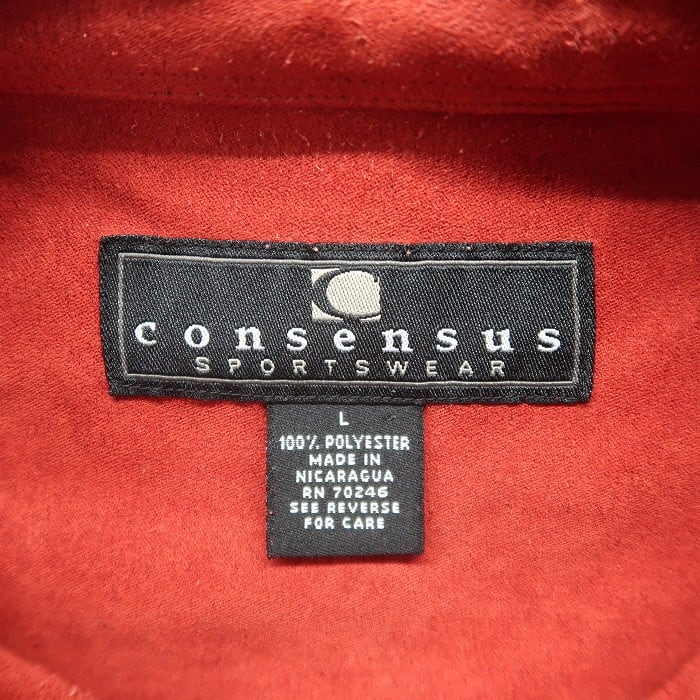 C
consensus
SPORTSWEAR
L
100% POLYESTER
MADE IN
NICARAGUA
RN 70246
SEE REVERSE
FOR CARE